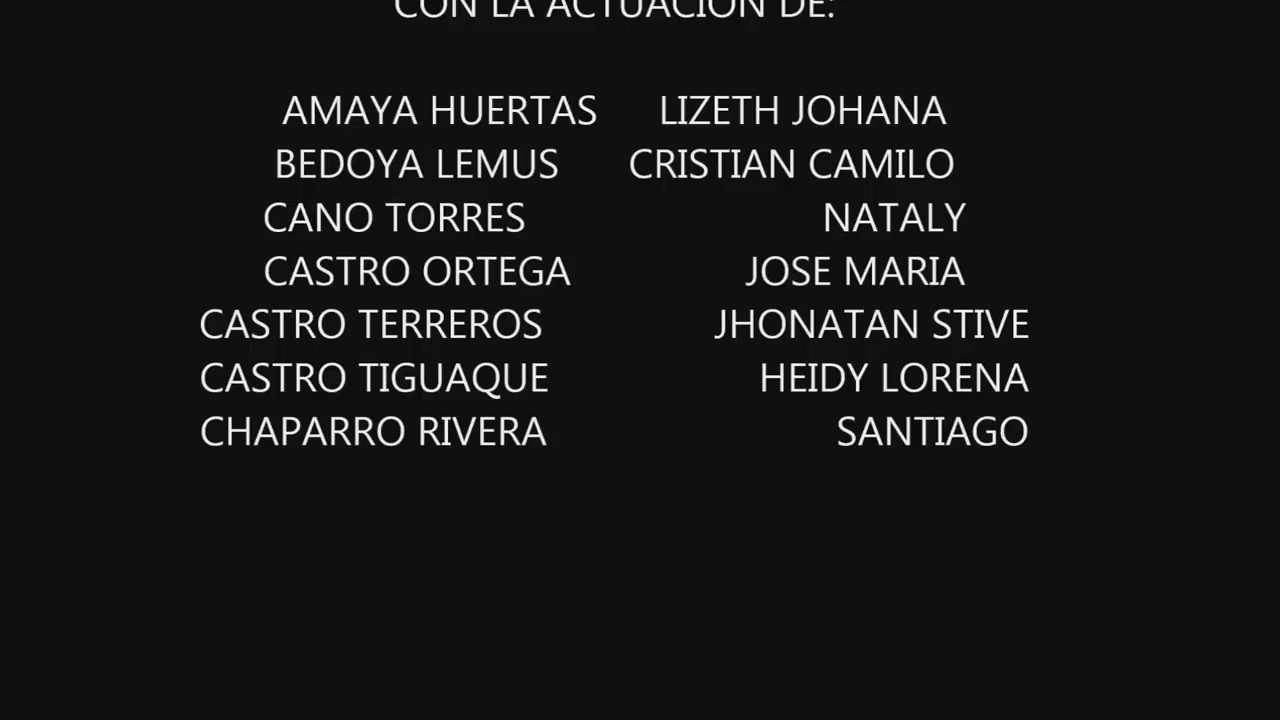 CON LA ACTUACION DE:
AMAYA HUERTAS LIZETH JOHANA
BEDOYA LEMUS CRISTIAN CAMILO
CANO TORRES NATALY
CASTRO ORTEGA JOSE MARIA
CASTRO TERREROS JHONATAN STIVE
CASTRO TIGUAQUE HEIDY LORENA
CHAPARRO RIVERA SANTIAGO